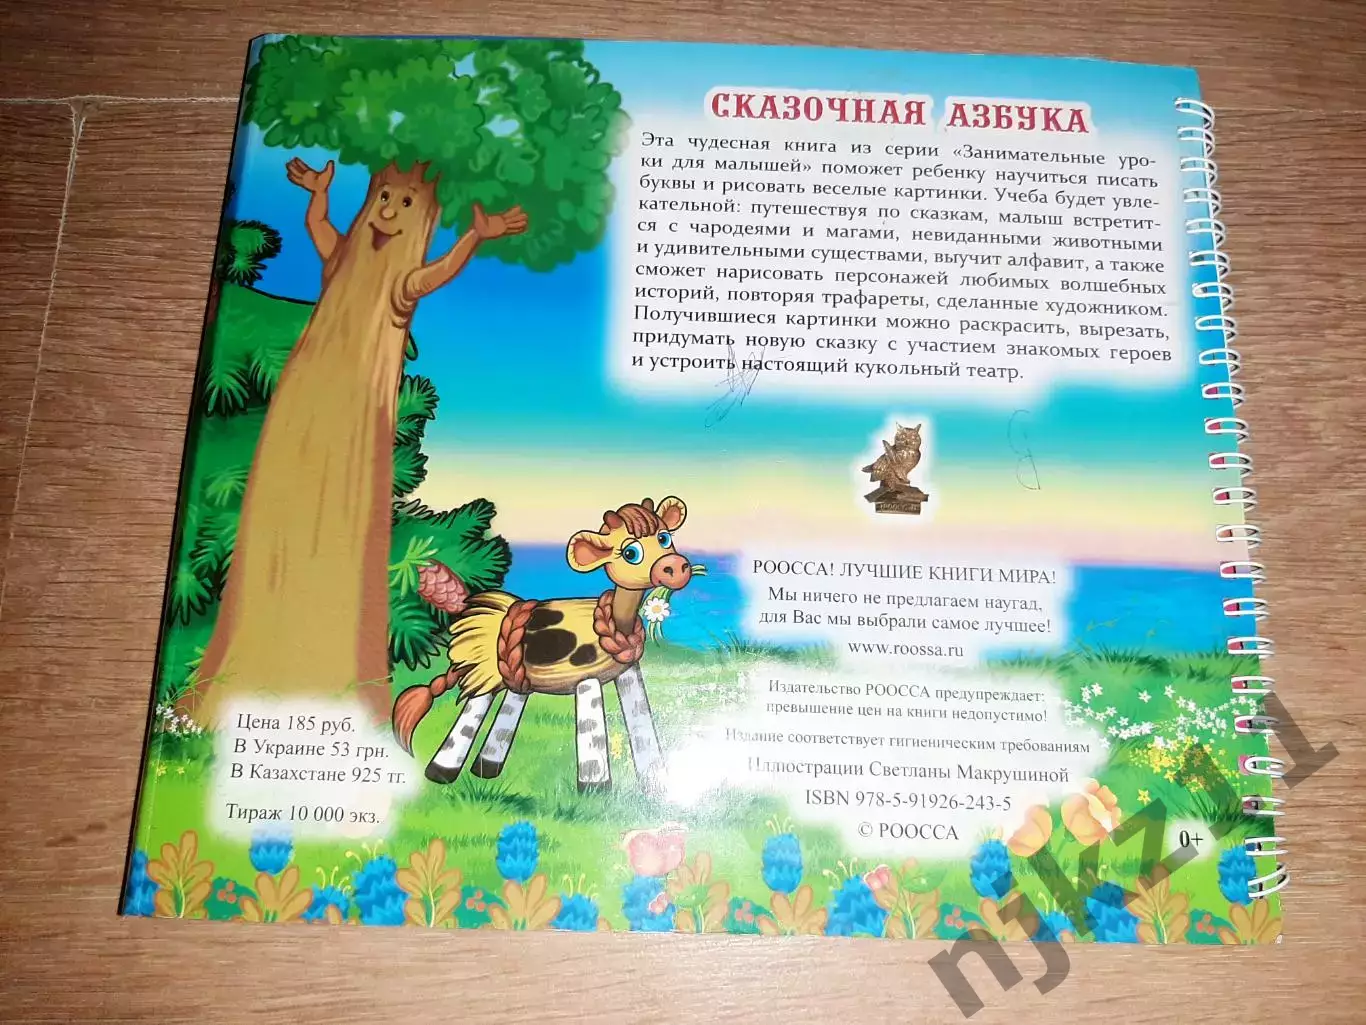 СКАЗОЧНАЯ АЗБУКА
Эта чудесная книга из серии «Занимательные уро-
ки для малышей» поможет ребенку научиться писать
буквы и рисовать веселые картинки. Учеба будет увле-
кательной: путешествуя по сказкам, малыш встретит-
ся с чародеями и магами, невиданными животными
и удивительными существами, выучит алфавит, а также
сможет нарисовать персонажей любимых волшебных
историй, повторяя трафареты, сделанные художником.
Получившиеся картинки можно раскрасить, вырезать,
придумать новую сказку с участием знакомых героев
и устроить настоящий кукольный театр.
РООССА! ЛУЧШИЕ КНИГИ МИРА!
Мы ничего не предлагаем наугад,
для Вас мы выбрали самое лучшее!
www.roossa.ru
Издательство РООССА предупреждает:
превышение цен на книги недопустимо!
Издание соответствует гигиеническим требованиям
Иллюстрации Светланы Макрушиной
ISBN 978-5-91926-243-5
© РООССА
0+
Цена 185 руб.
В Украине 53 грн.
В Казахстане 925 тг.
Тираж 10 000 экз.
njkz111